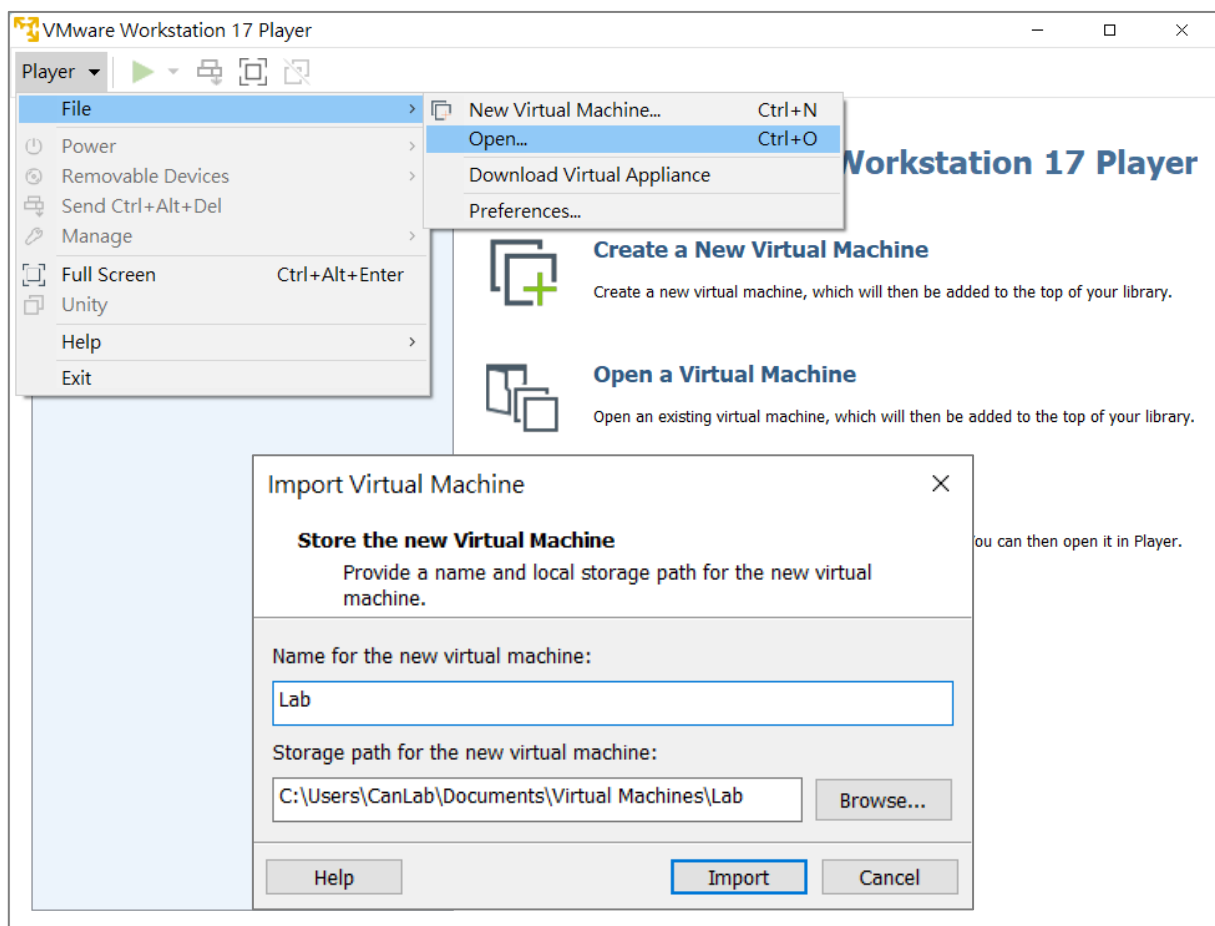 VMware Workstation 17 Player
Player
File
New Virtual Machine... Ctrl+N
Open... Ctrl+O
Download Virtual Appliance
Preferences...
Power
Removable Devices
Send Ctrl+Alt+Del
Manage
Full Screen Ctrl+Alt+Enter
Unity
Help
Exit
Workstation 17 Player
Create a New Virtual Machine
Create a new virtual machine, which will then be added to the top of your library.
Open a Virtual Machine
Open an existing virtual machine, which will then be added to the top of your library.
You can then open it in Player.
Import Virtual Machine
Store the new Virtual Machine
Provide a name and local storage path for the new virtual
machine.
Name for the new virtual machine:
Lab
Storage path for the new virtual machine:
C:\Users\CanLab\Documents\Virtual Machines\Lab
Browse...
Help Import Cancel